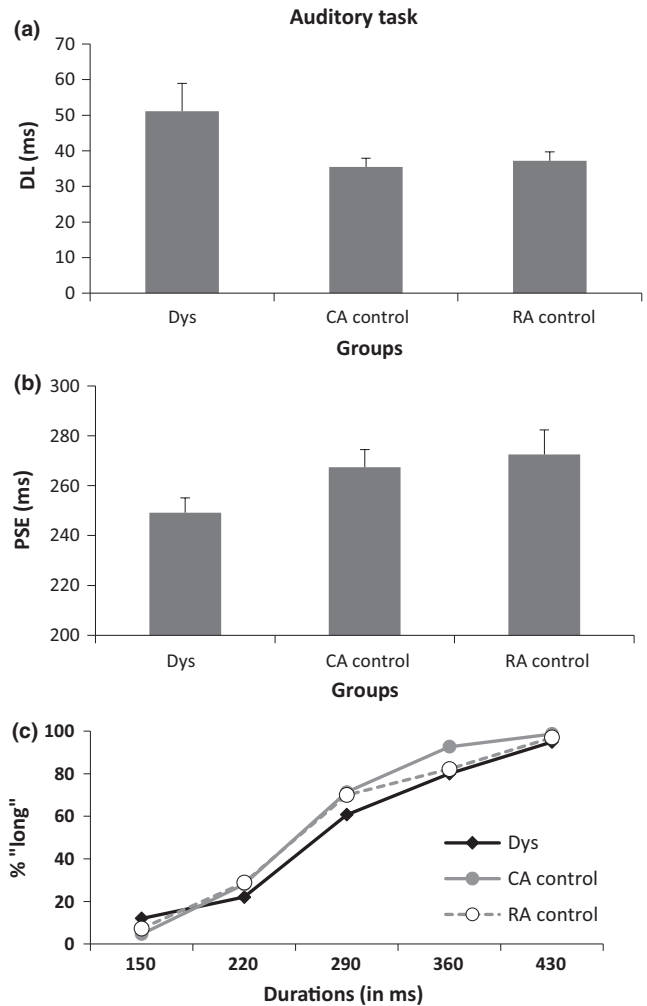 (a)
Auditory task
70
60
50
40
30
20
10
0
DL (ms)
Dys CA control RA control
Groups
(b)
300
280
260
240
220
200
PSE (ms)
Dys CA control RA control
Groups
(c)
100
80
60
40
20
0
% "long"
Dys
CA control
RA control
150 220 290 360 430
Durations (in ms)